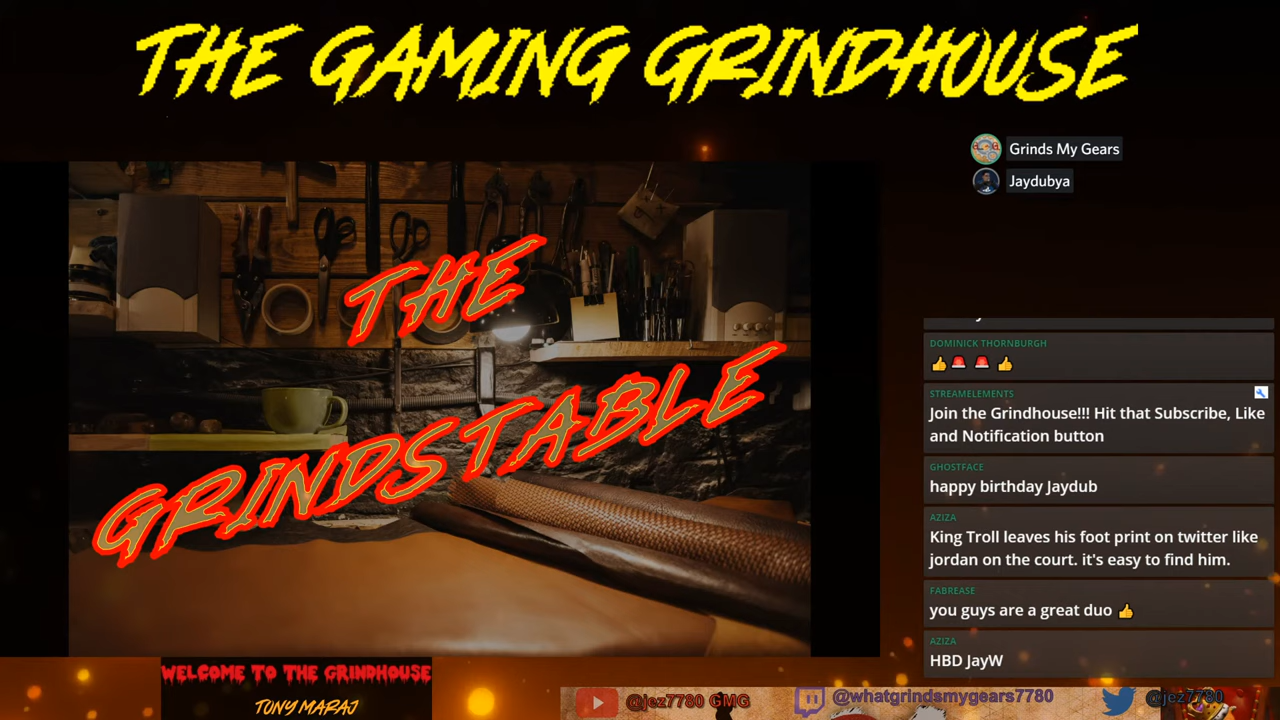 THE GAMING GRINDHOUSE
Grinds My Gears
Jaydubya
THE
GRINDSTABLE
DOMINICK THORNBURGH
👍🚨🚨👍
STREAMELEMENTS
Join the Grindhouse!!! Hit that Subscribe, Like
and Notification button
GHOSTFACE
happy birthday Jaydub
AZIZA
King Troll leaves his foot print on twitter like
jordan on the court. it's easy to find him.
FABREASE
you guys are a great duo 👍
AZIZA
HBD JayW
WELCOME TO THE GRINDHOUSE
TONY MARAJ
@jez7780 GMG
@whatgrindsmygears7780
@jez7780